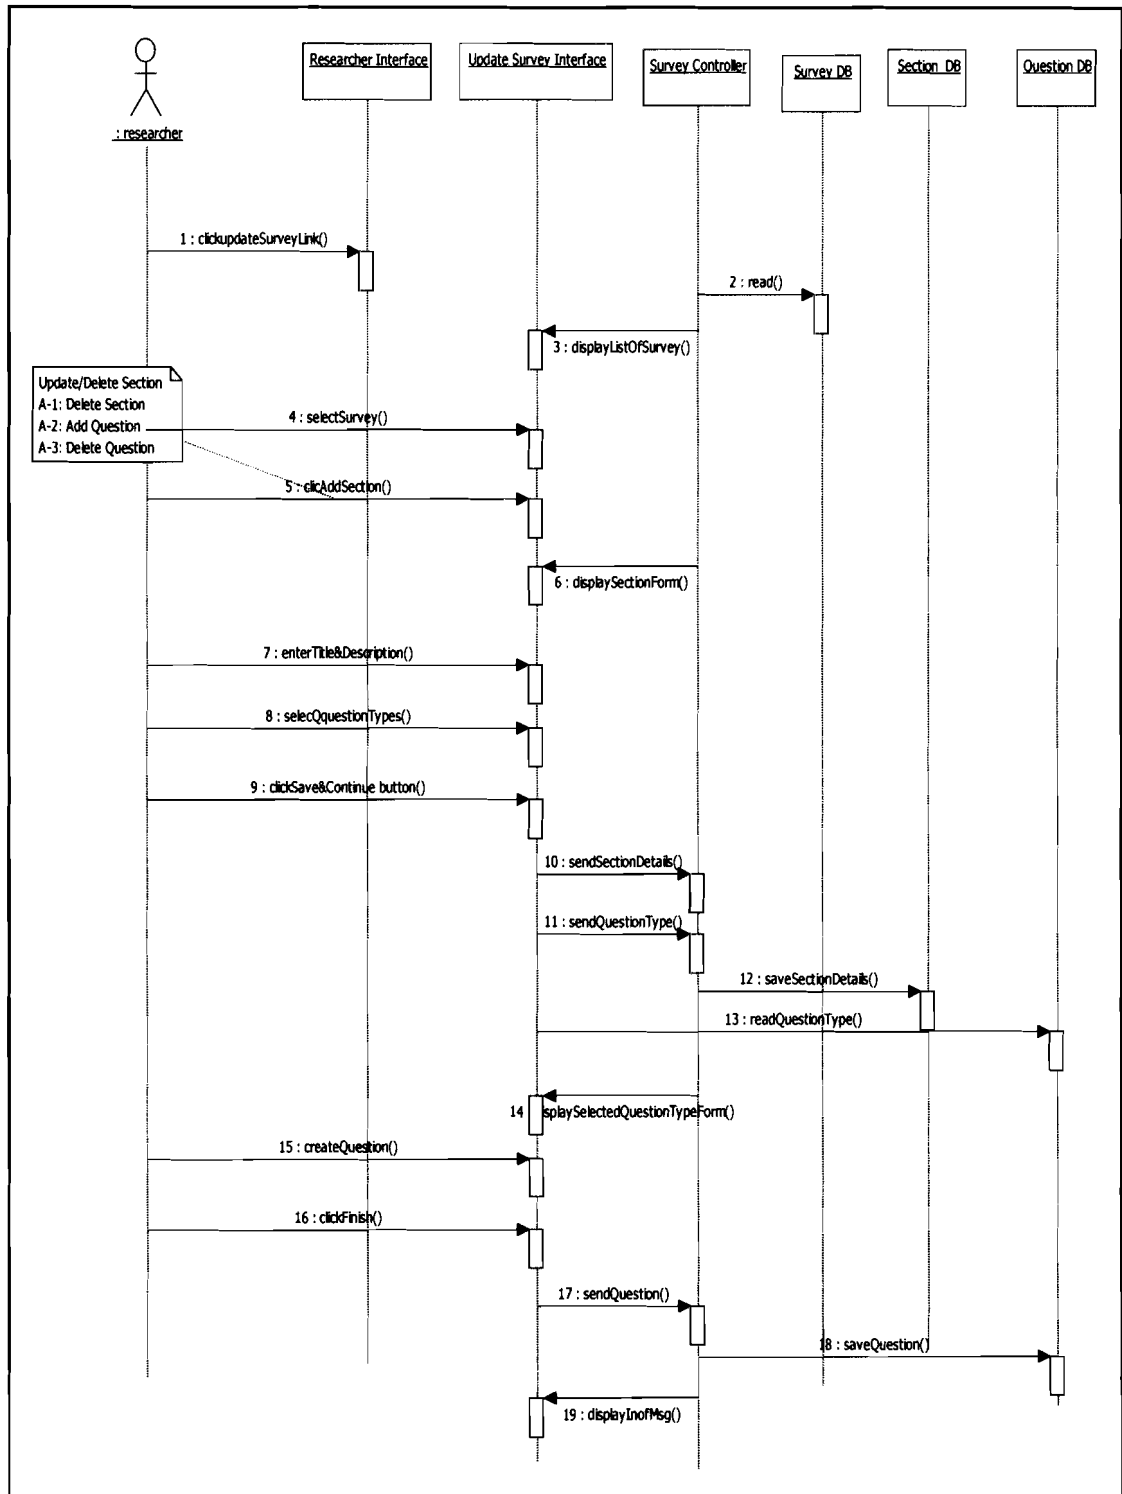 Researcher Interface
Update Survey Interface
Survey Controller
Survey DB
Section DB
Question DB
: researcher
1 : clickupdateSurveyLink()
2 : read()
3 : displayListOfSurvey()
Update/Delete Section
A-1: Delete Section
A-2: Add Question
A-3: Delete Question
4 : selectSurvey()
5 : clicAddSection()
6 : displaySectionForm()
7 : enterTitle&Description()
8 : selecQquestionTypes()
9 : clickSave&Continue button()
10 : sendSectionDetails()
11 : sendQuestionType()
12 : saveSectionDetails()
13 : readQuestionType()
14 splaySelectedQuestionTypeForm()
15 : createQuestion()
16 : clickFinish()
17 : sendQuestion()
18 : saveQuestion()
19 : displayInofMsg()